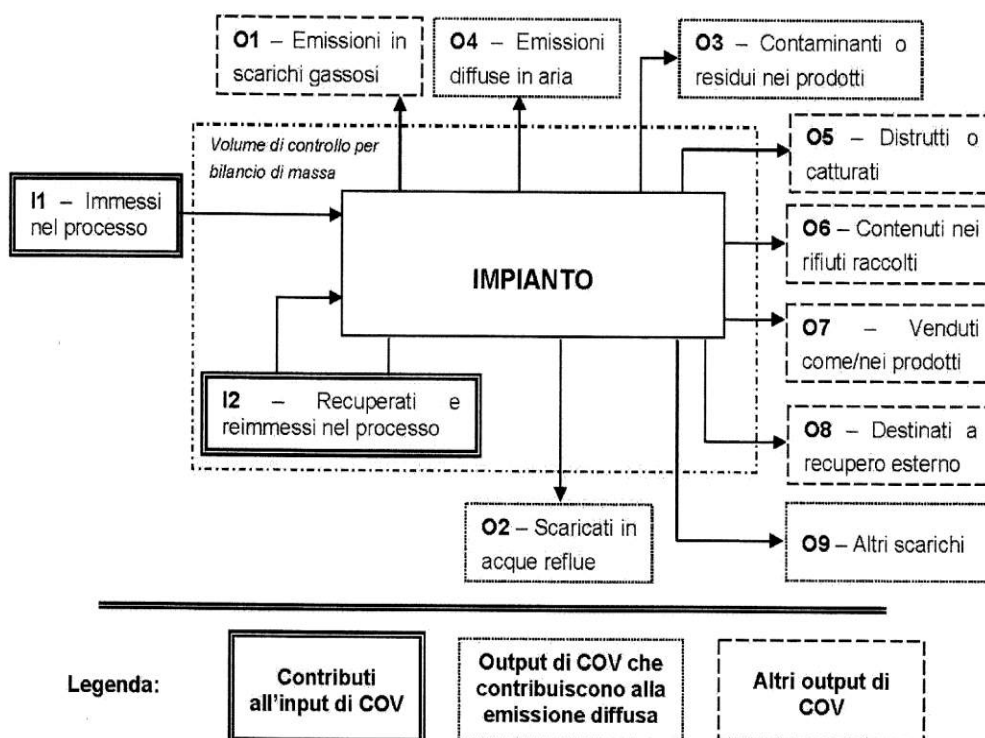 O1 – Emissioni in
scarichi gassosi
O4 – Emissioni
diffuse in aria
O3 – Contaminanti o
residui nei prodotti
Volume di controllo per
bilancio di massa
O5 – Distrutti o
catturati
I1 – Immessi
nel processo
O6 – Contenuti nei
rifiuti raccolti
IMPIANTO
O7 – Venduti
come/nei prodotti
I2 – Recuperati e
reimmessi nel processo
O8 – Destinati a
recupero esterno
O2 – Scaricati in
acque reflue
O9 – Altri scarichi
Legenda:
Contributi
all'input di COV
Output di COV che
contribuiscono alla
emissione diffusa
Altri output di
COV